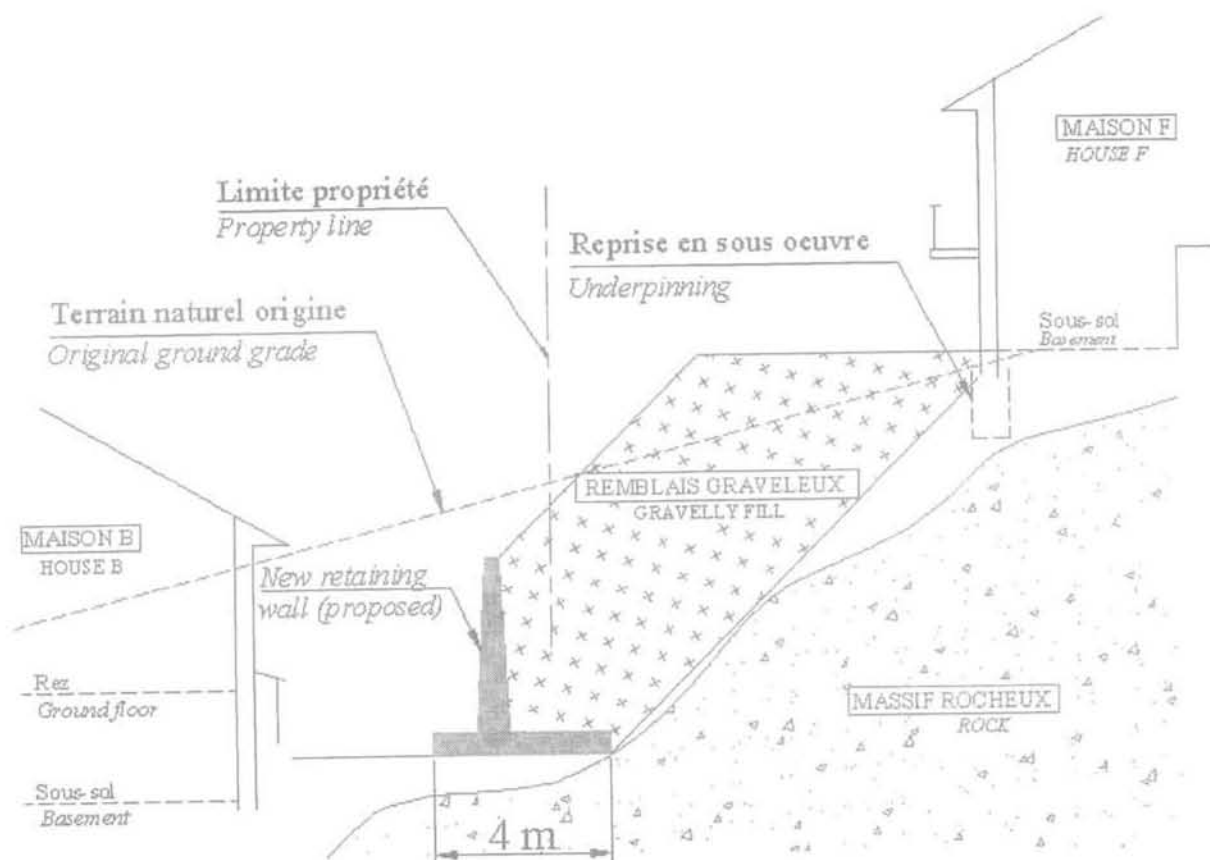 MAISON F
HOUSE F
Limite propriété
Property line
Reprise en sous oeuvre
Underpinning
Terrain naturel origine
Original ground grade
Sous-sol
Basement
REMBLAIS GRAVELEUX
GRAVELLY FILL
MAISON B
HOUSE B
New retaining
wall (proposed)
Rez
Ground floor
MASSIF ROCHEUX
ROCK
Sous-sol
Basement
4 m